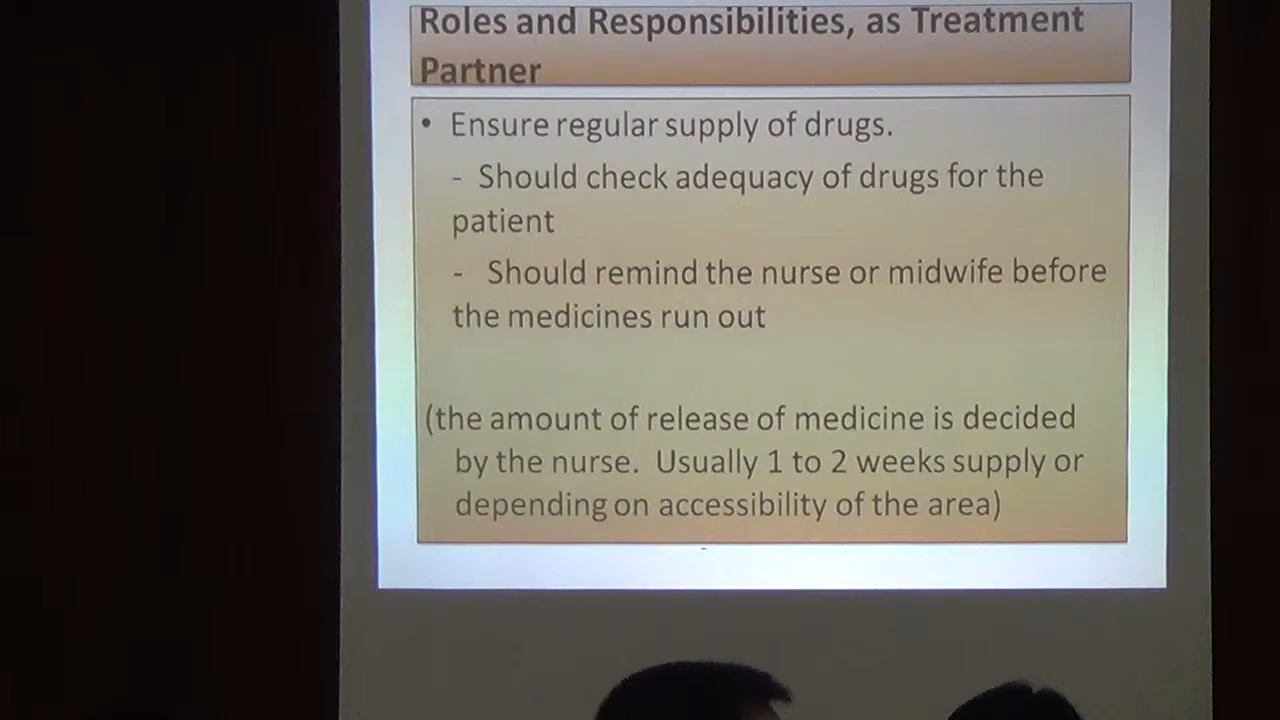 Roles and Responsibilities, as Treatment
Partner
• Ensure regular supply of drugs.
- Should check adequacy of drugs for the
patient
- Should remind the nurse or midwife before
the medicines run out
(the amount of release of medicine is decided
by the nurse. Usually 1 to 2 weeks supply or
depending on accessibility of the area)